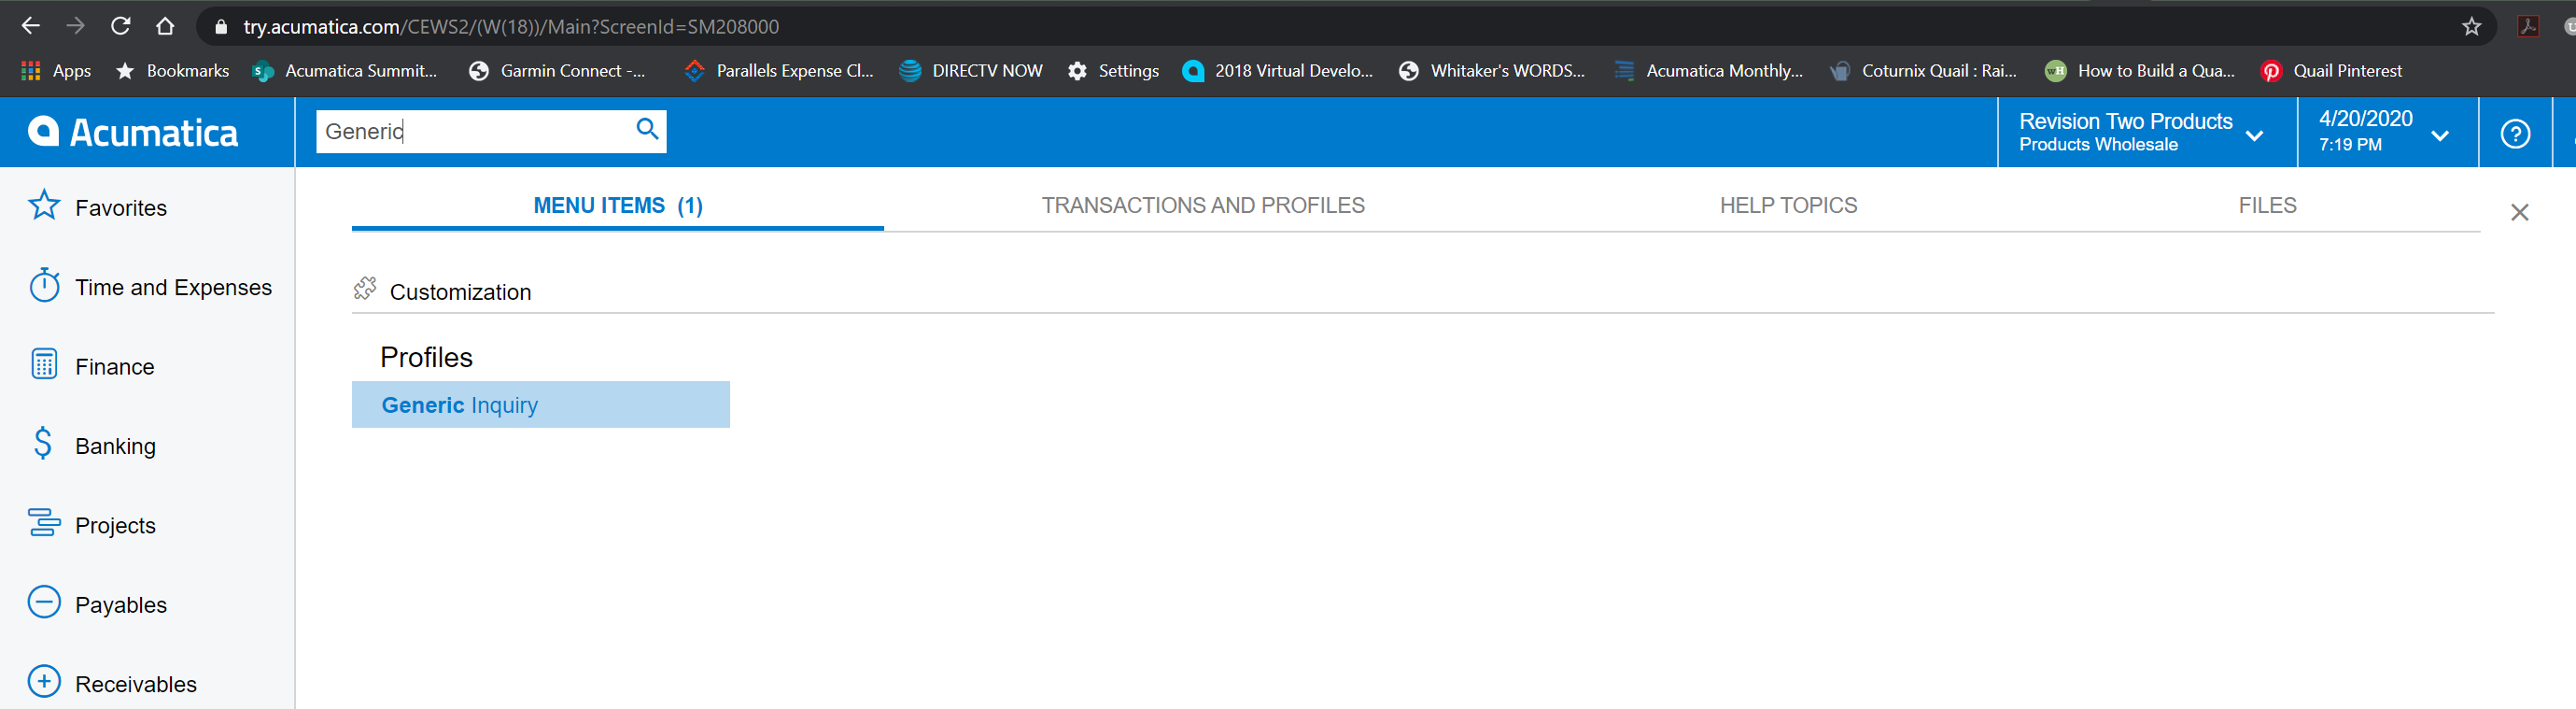 try.acumatica.com/CEWS2/(W(18))/Main?ScreenId=SM208000
Apps Bookmarks Acumatica Summit... Garmin Connect -... Parallels Expense Cl... DIRECTV NOW Settings 2018 Virtual Develo... Whitaker's WORDS... Acumatica Monthly... Coturnix Quail : Rai... How to Build a Qua... Quail Pinterest
Acumatica
Generic
Revision Two Products
Products Wholesale
4/20/2020
7:19 PM
?
Favorites
Time and Expenses
Finance
Banking
Projects
Payables
Receivables
MENU ITEMS (1) TRANSACTIONS AND PROFILES HELP TOPICS FILES
Customization
Profiles
Generic Inquiry